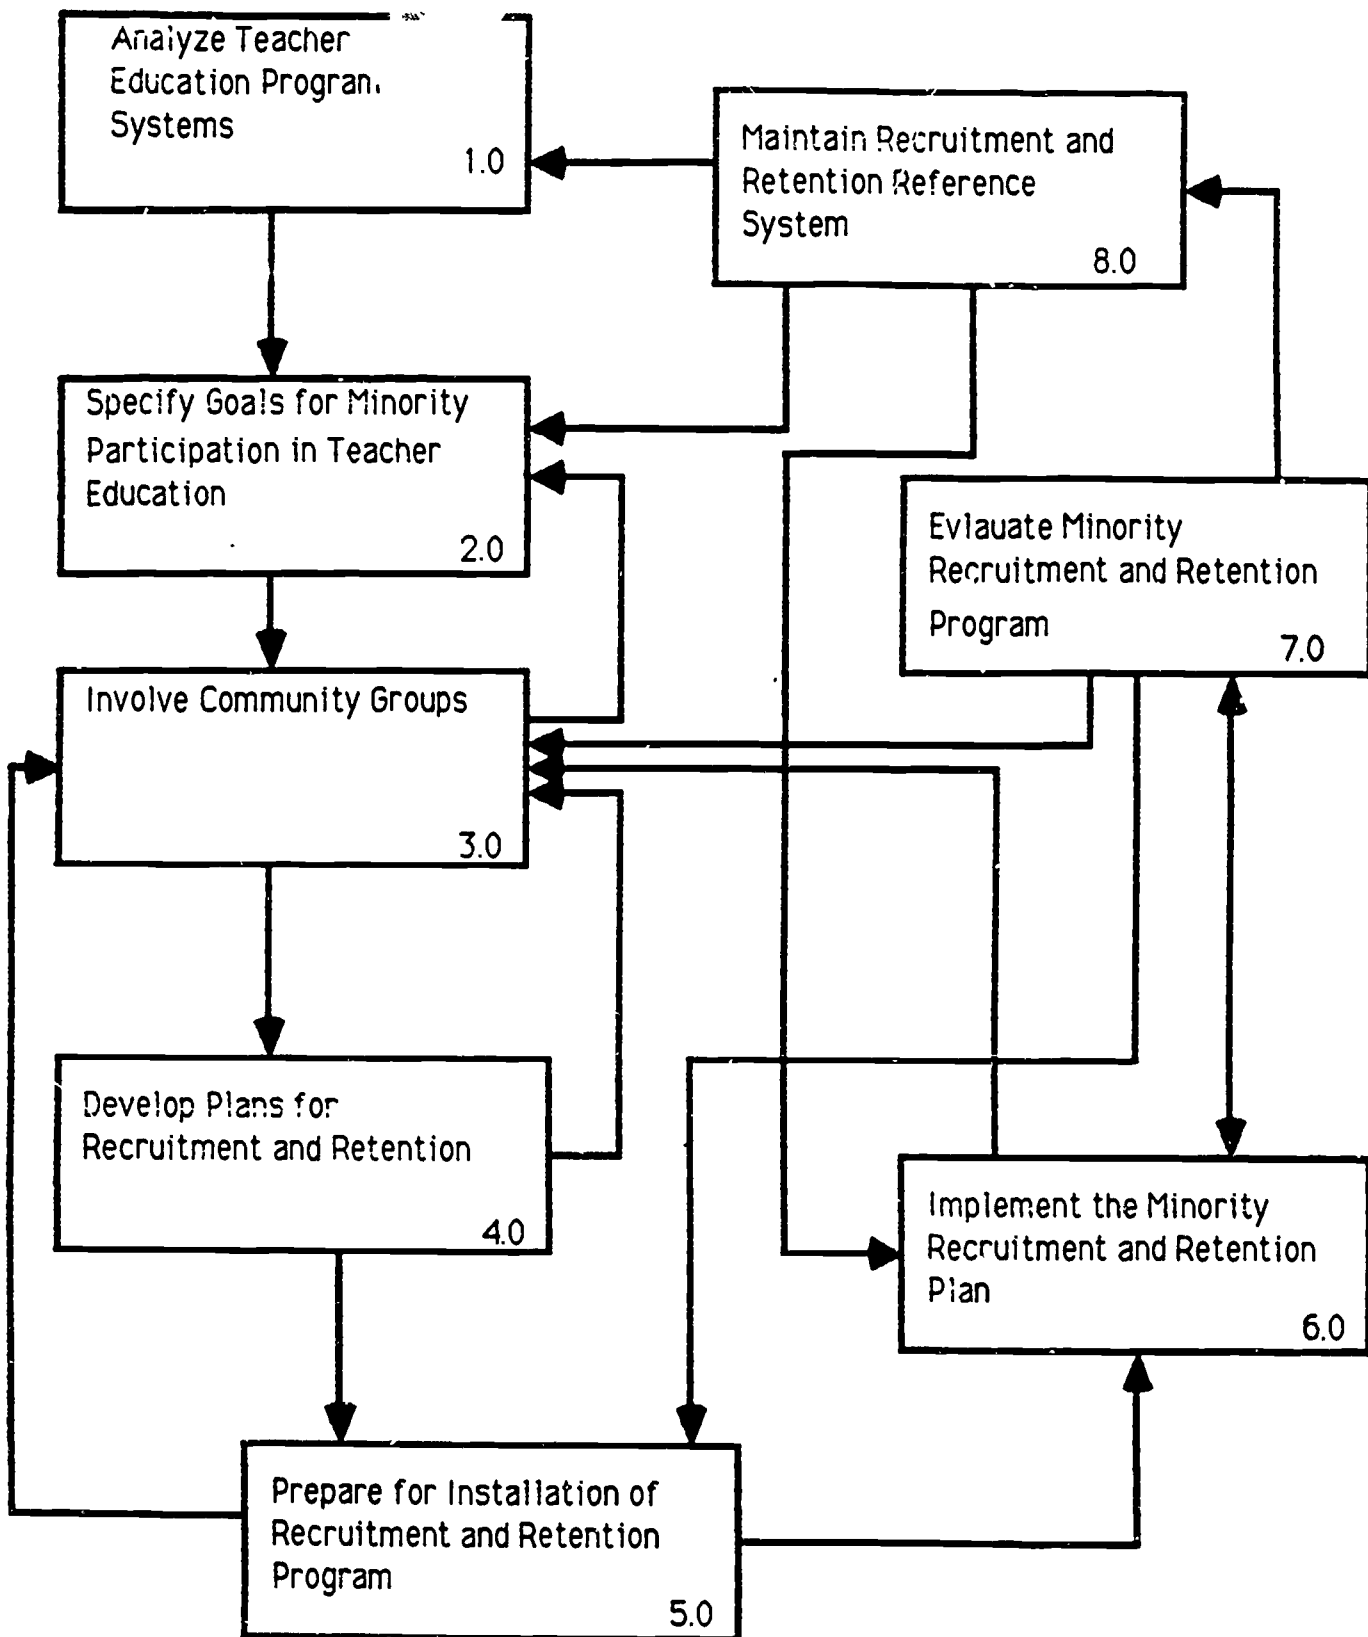 Analyze Teacher
Education Program
Systems
1.0
Maintain Recruitment and
Retention Reference
System
8.0
Specify Goals for Minority
Participation in Teacher
Education
2.0
Evlauate Minority
Recruitment and Retention
Program
7.0
Involve Community Groups
3.0
Develop Plans for
Recruitment and Retention
4.0
Implement the Minority
Recruitment and Retention
Plan
6.0
Prepare for Installation of
Recruitment and Retention
Program
5.0